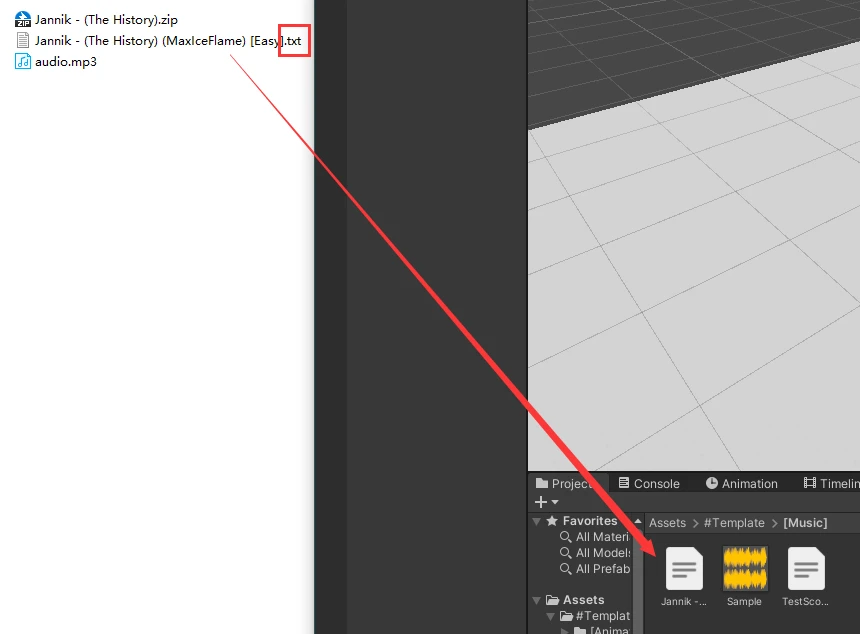 Jannik - (The History).zip
Jannik - (The History) (MaxIceFlame) [Easy].txt
audio.mp3
Project
Console
Animation
Timelin
Favorites
All Materi
All Models
All Prefab
Assets
#Templat
[Anima
Assets > #Template > [Music]
Jannik -...
Sample
TestSco...